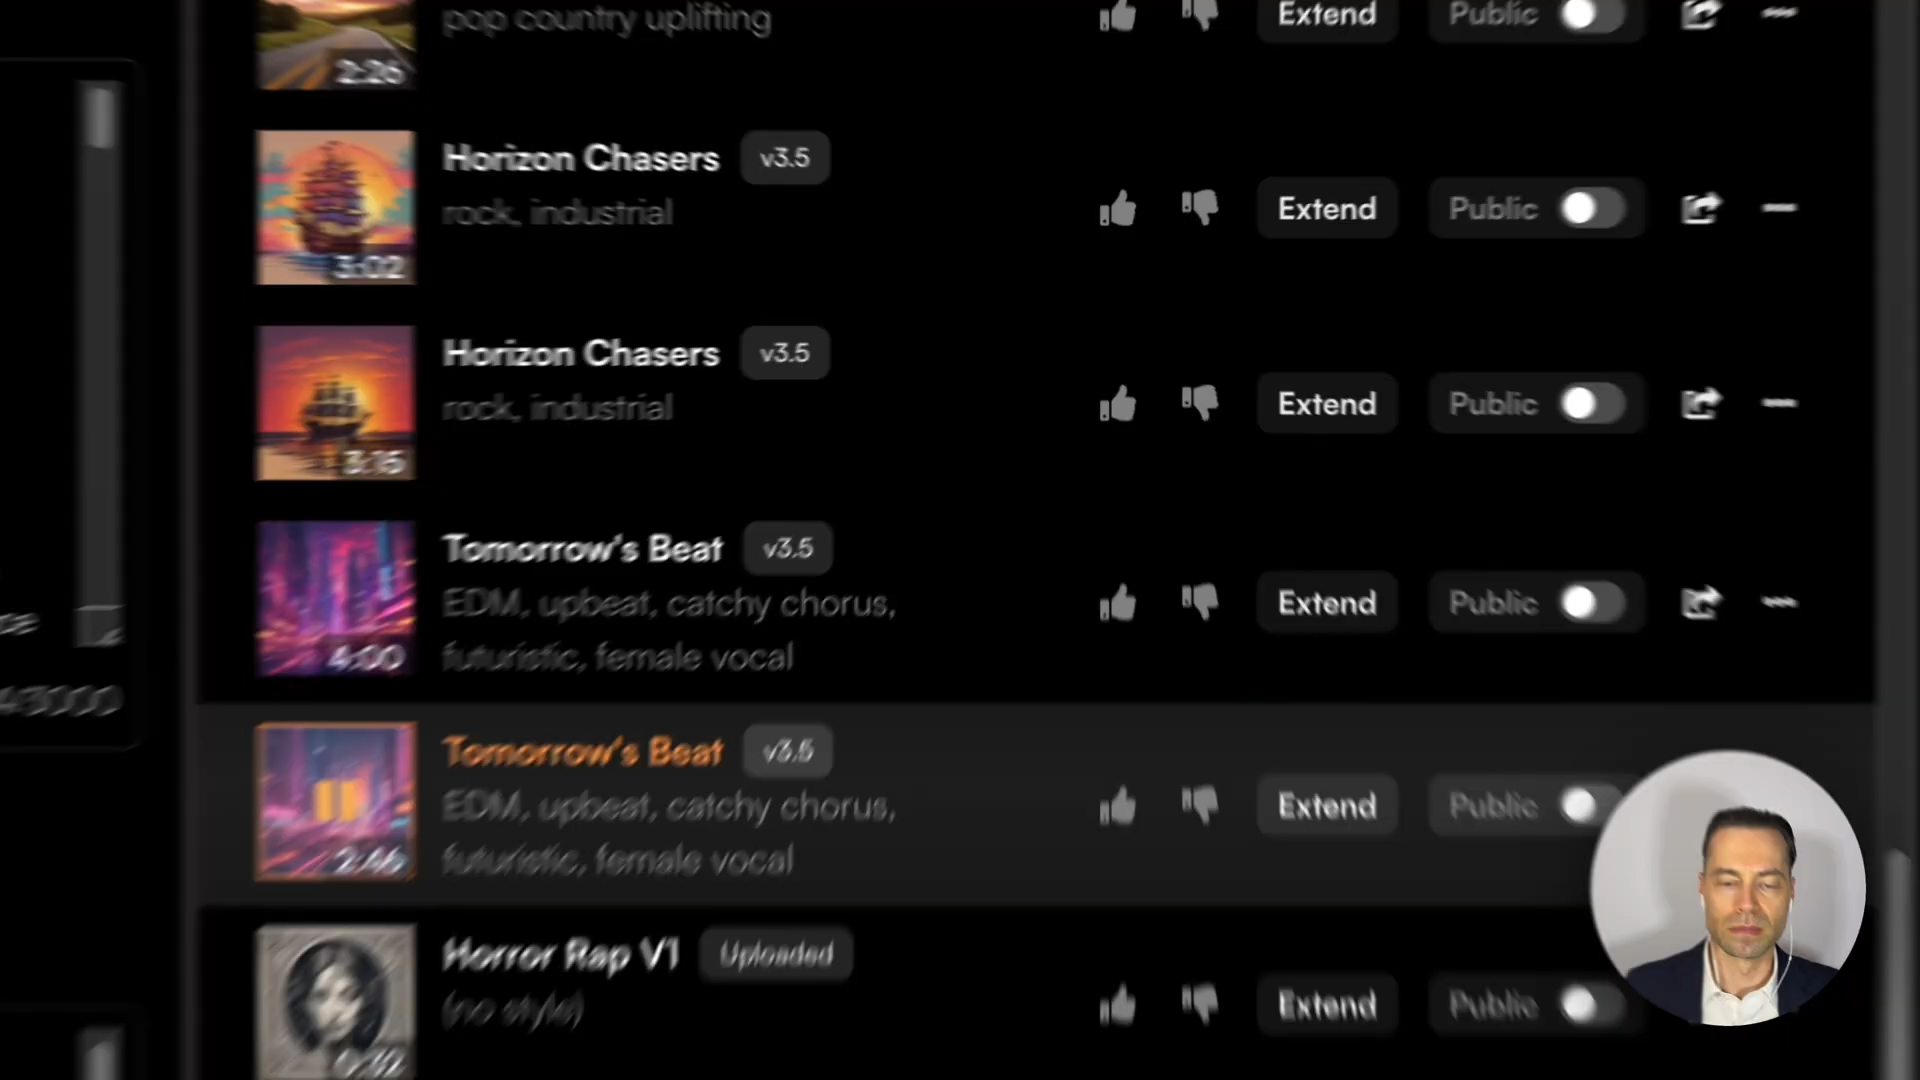 pop country uplifting
2:26
Extend
Public
Horizon Chasers v3.5
rock, industrial
3:02
Extend
Public
Horizon Chasers v3.5
rock, industrial
3:15
Extend
Public
Tomorrow's Beat v3.5
EDM, upbeat, catchy chorus,
futuristic, female vocal
4:00
Extend
Public
Tomorrow's Beat v3.5
EDM, upbeat, catchy chorus,
futuristic, female vocal
2:46
Extend
Public
Horror Rap V1 Uploaded
(no style)
Extend
Public